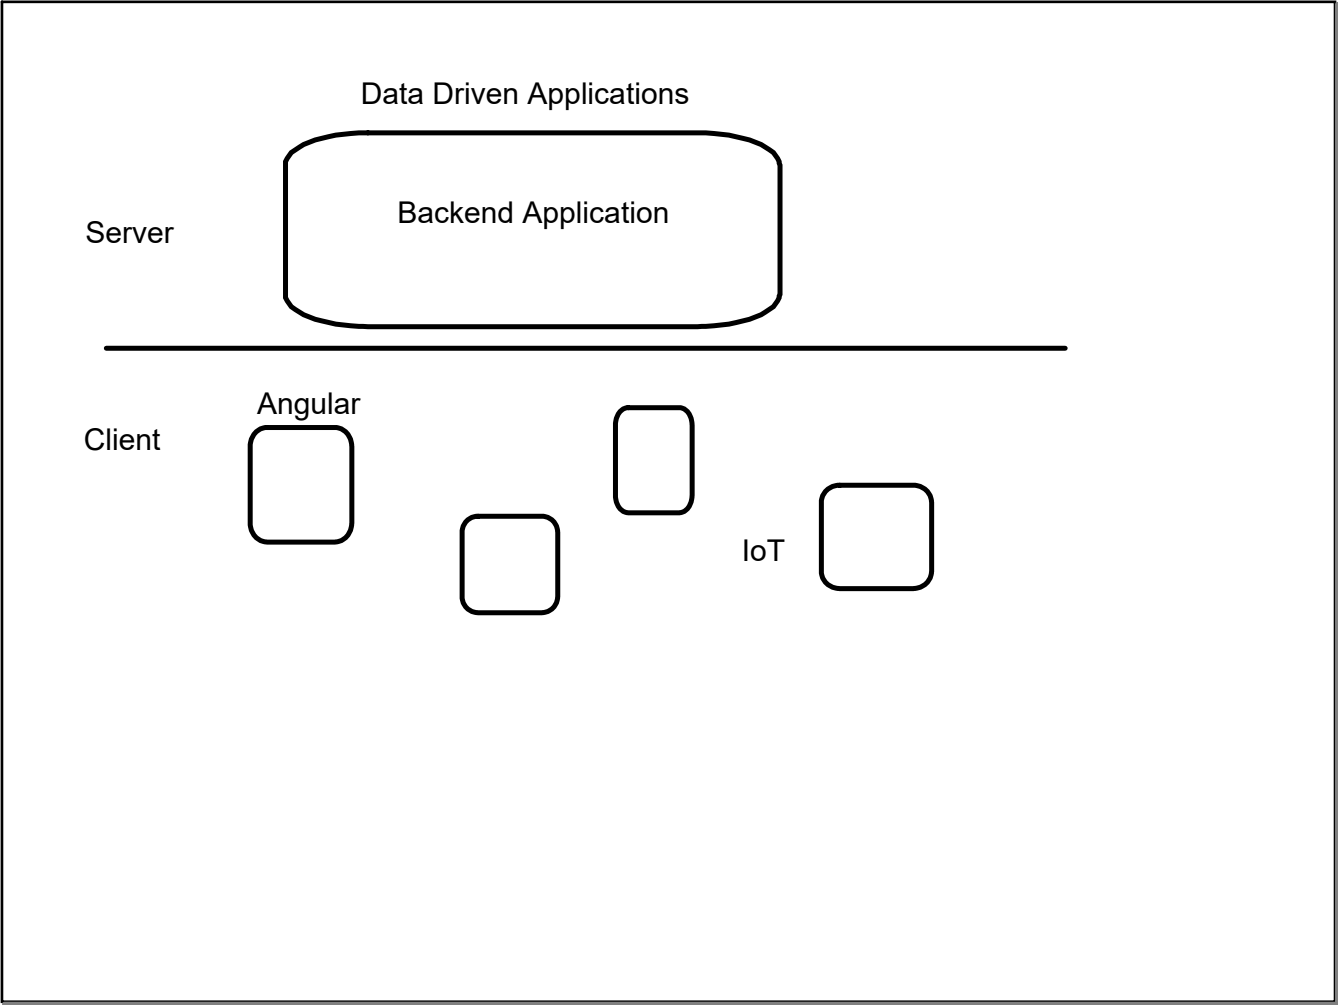 Data Driven Applications
Backend Application
Server
Angular
Client
IoT